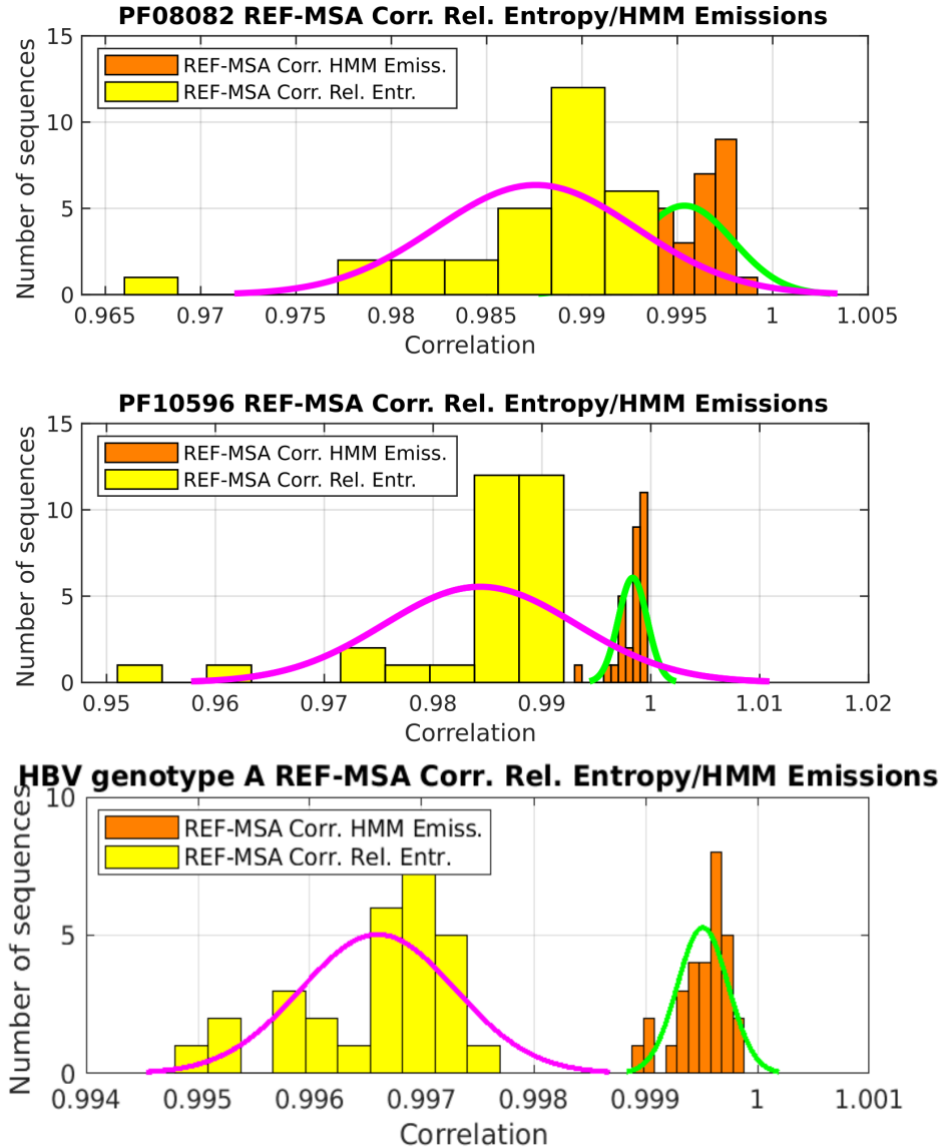 PF08082 REF-MSA Corr. Rel. Entropy/HMM Emissions
15
REF-MSA Corr. HMM Emiss.
REF-MSA Corr. Rel. Entr.
10
5
0
Number of sequences
0.965 0.97 0.975 0.98 0.985 0.99 0.995 1 1.005
Correlation
PF10596 REF-MSA Corr. Rel. Entropy/HMM Emissions
15
REF-MSA Corr. HMM Emiss.
REF-MSA Corr. Rel. Entr.
10
5
0
Number of sequences
0.95 0.96 0.97 0.98 0.99 1 1.01 1.02
Correlation
HBV genotype A REF-MSA Corr. Rel. Entropy/HMM Emissions
10
REF-MSA Corr. HMM Emiss.
REF-MSA Corr. Rel. Entr.
5
0
Number of sequences
0.994 0.995 0.996 0.997 0.998 0.999 1 1.001
Correlation